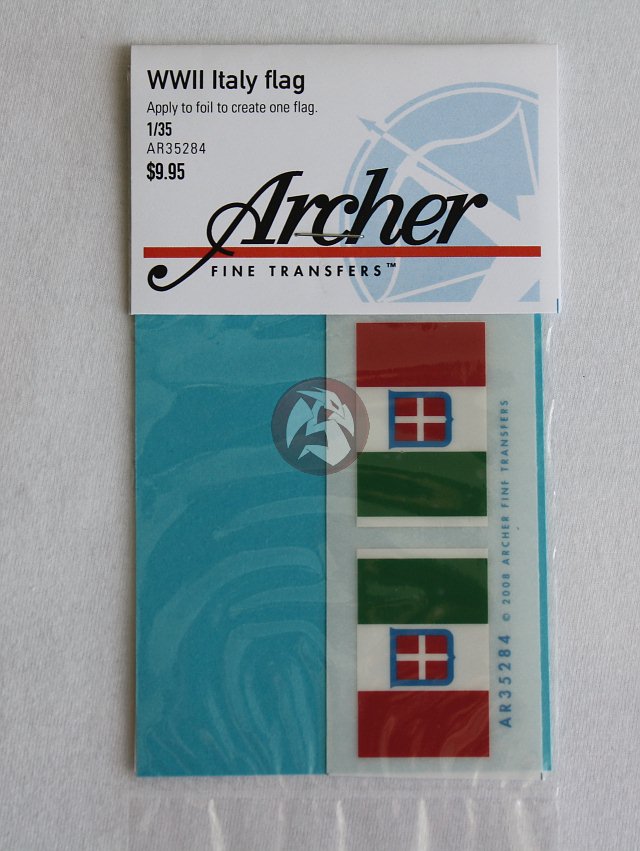 WWII Italy flag
Apply to foil to create one flag.
1/35
AR35284
$9.95
Archer
FINE TRANSFERS™
AR35284 © 2008 ARCHER FINE TRANSFERS